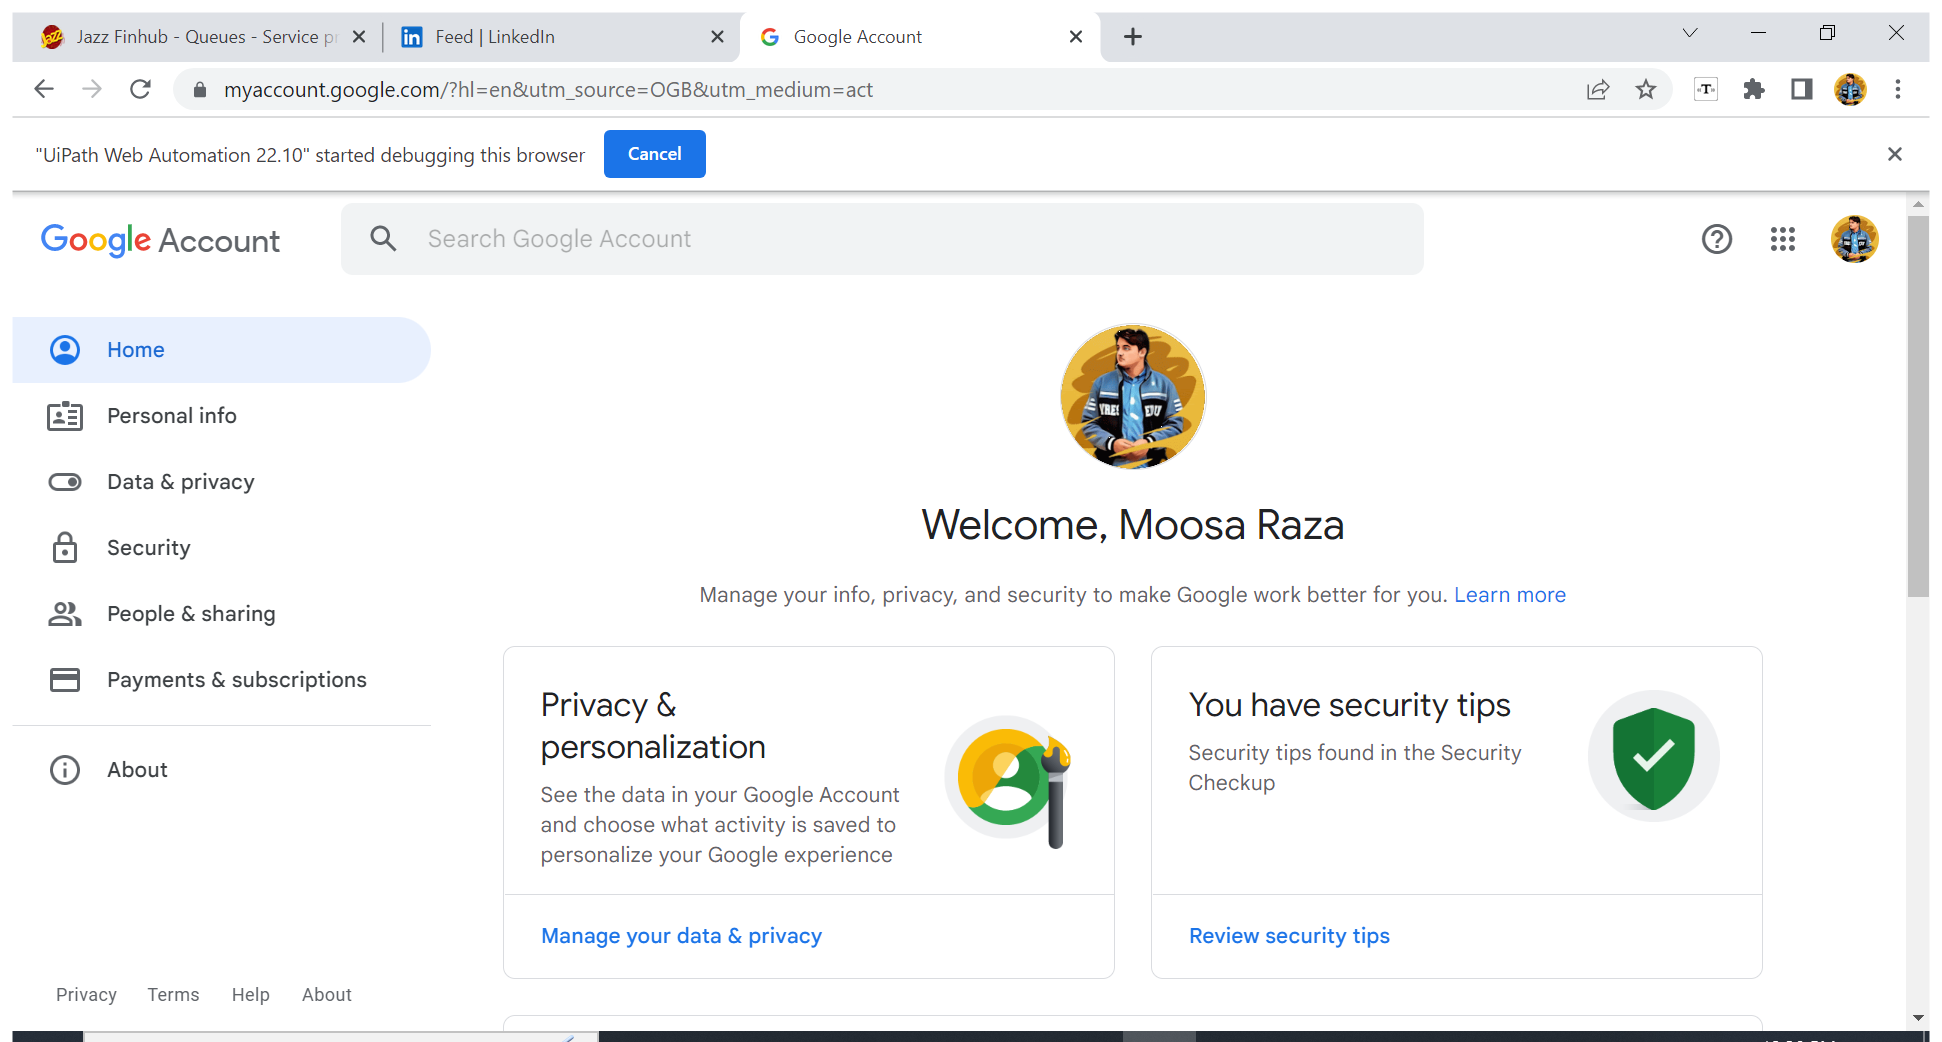 Jazz Finhub - Queues - Service pr
Feed | LinkedIn
Google Account
myaccount.google.com/?hl=en&utm_source=OGB&utm_medium=act
"UiPath Web Automation 22.10" started debugging this browser
Cancel
Google Account
Search Google Account
Home
Personal info
Data & privacy
Security
People & sharing
Payments & subscriptions
About
Welcome, Moosa Raza
Manage your info, privacy, and security to make Google work better for you. Learn more
Privacy &
personalization
See the data in your Google Account
and choose what activity is saved to
personalize your Google experience
Manage your data & privacy
You have security tips
Security tips found in the Security
Checkup
Review security tips
Privacy Terms Help About